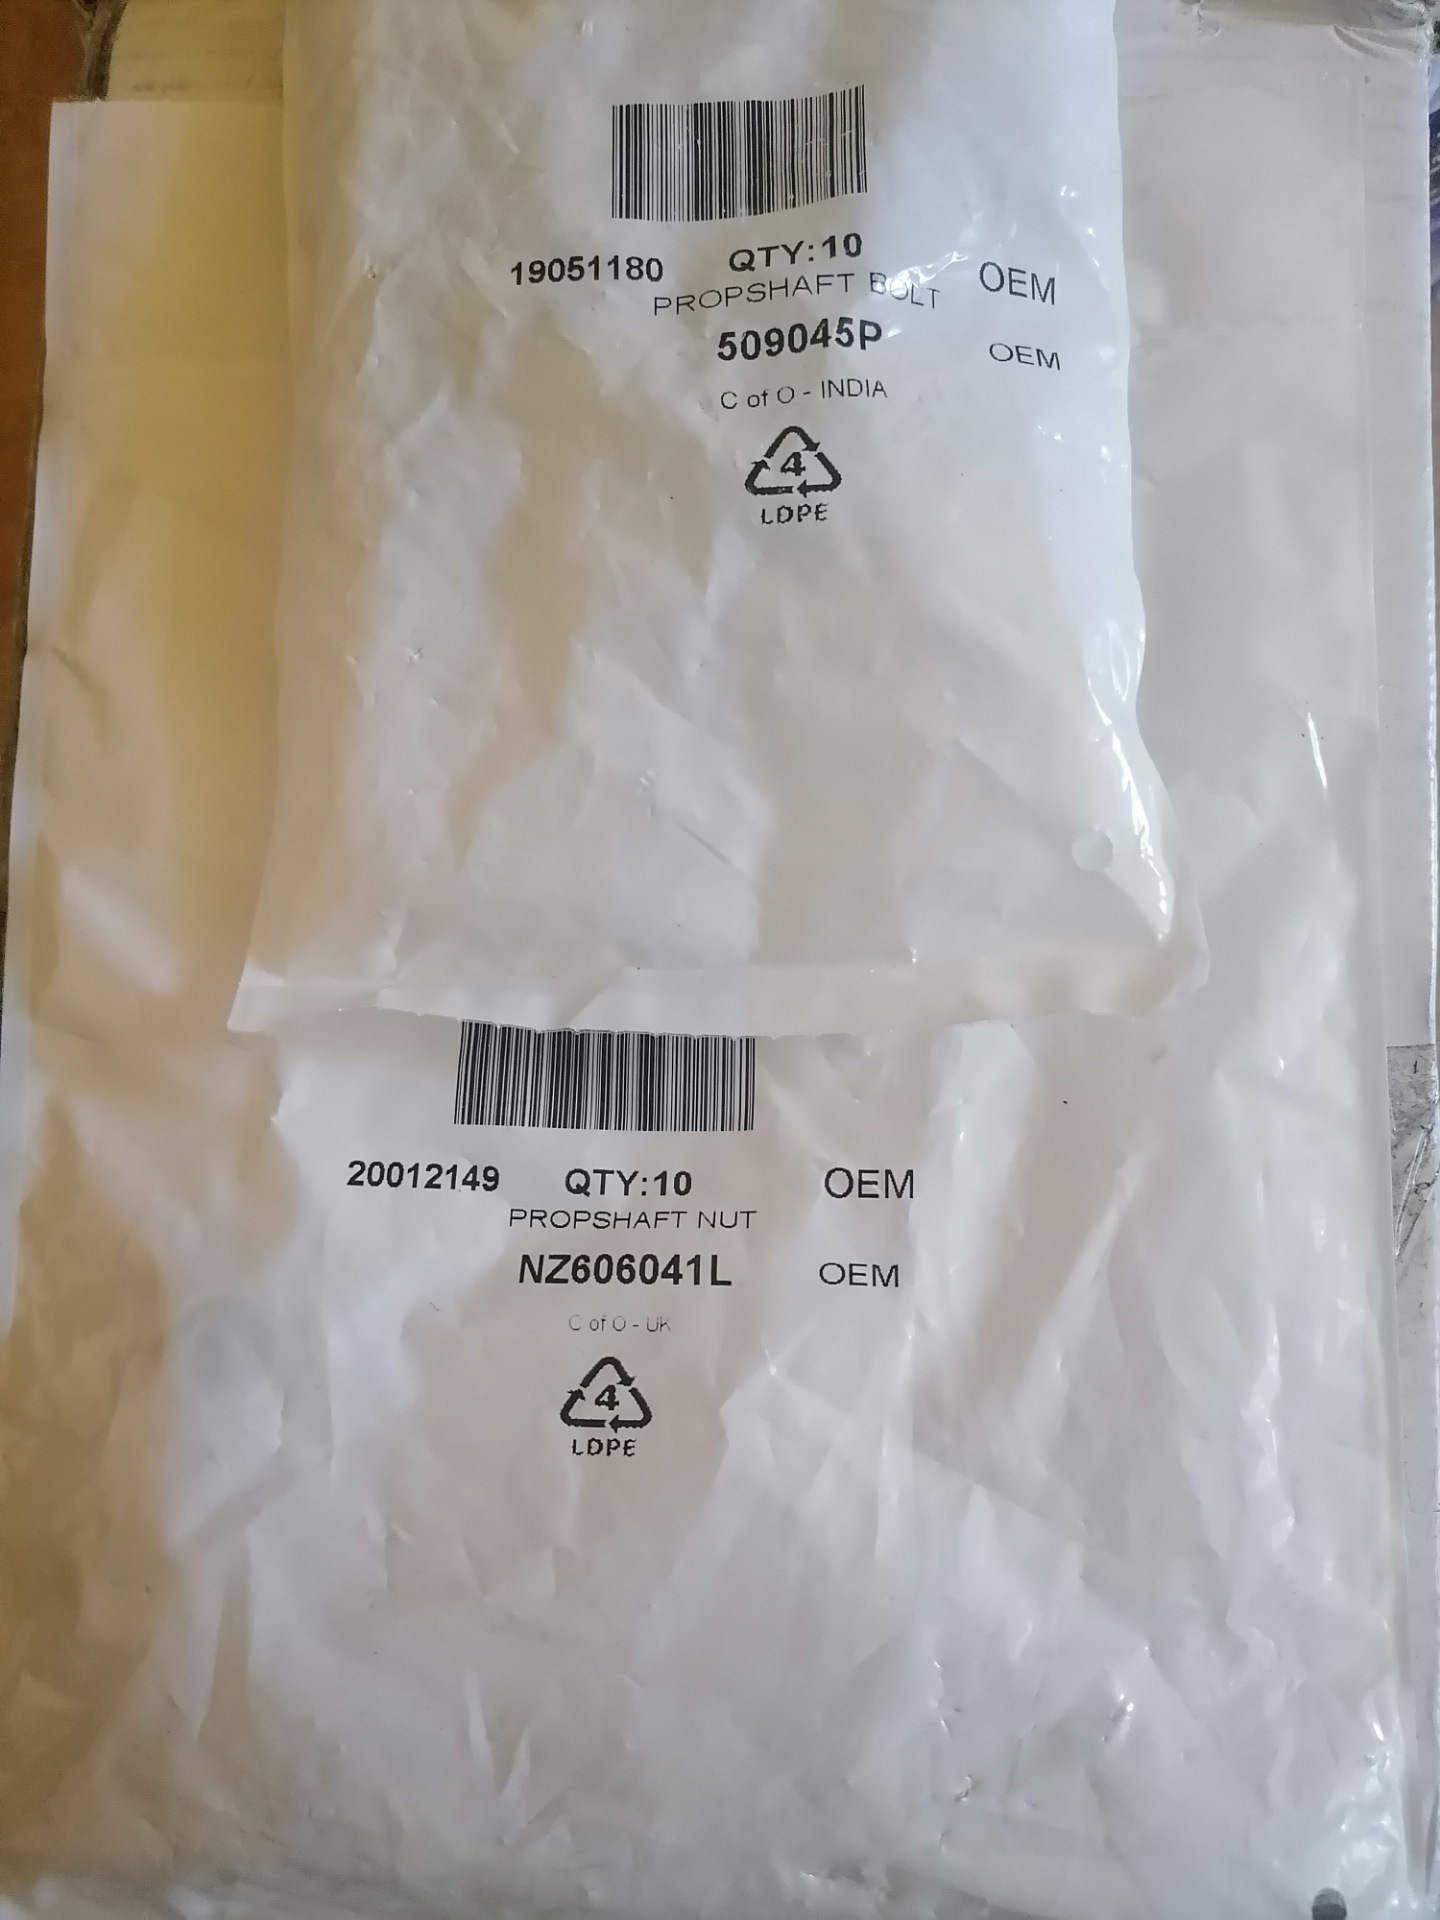 19051180 QTY:10 OEM
PROPSHAFT BOLT
509045P OEM
C of O - INDIA
4
LDPE
20012149 QTY:10 OEM
PROPSHAFT NUT
NZ606041L OEM
C of O - UK
4
LDPE